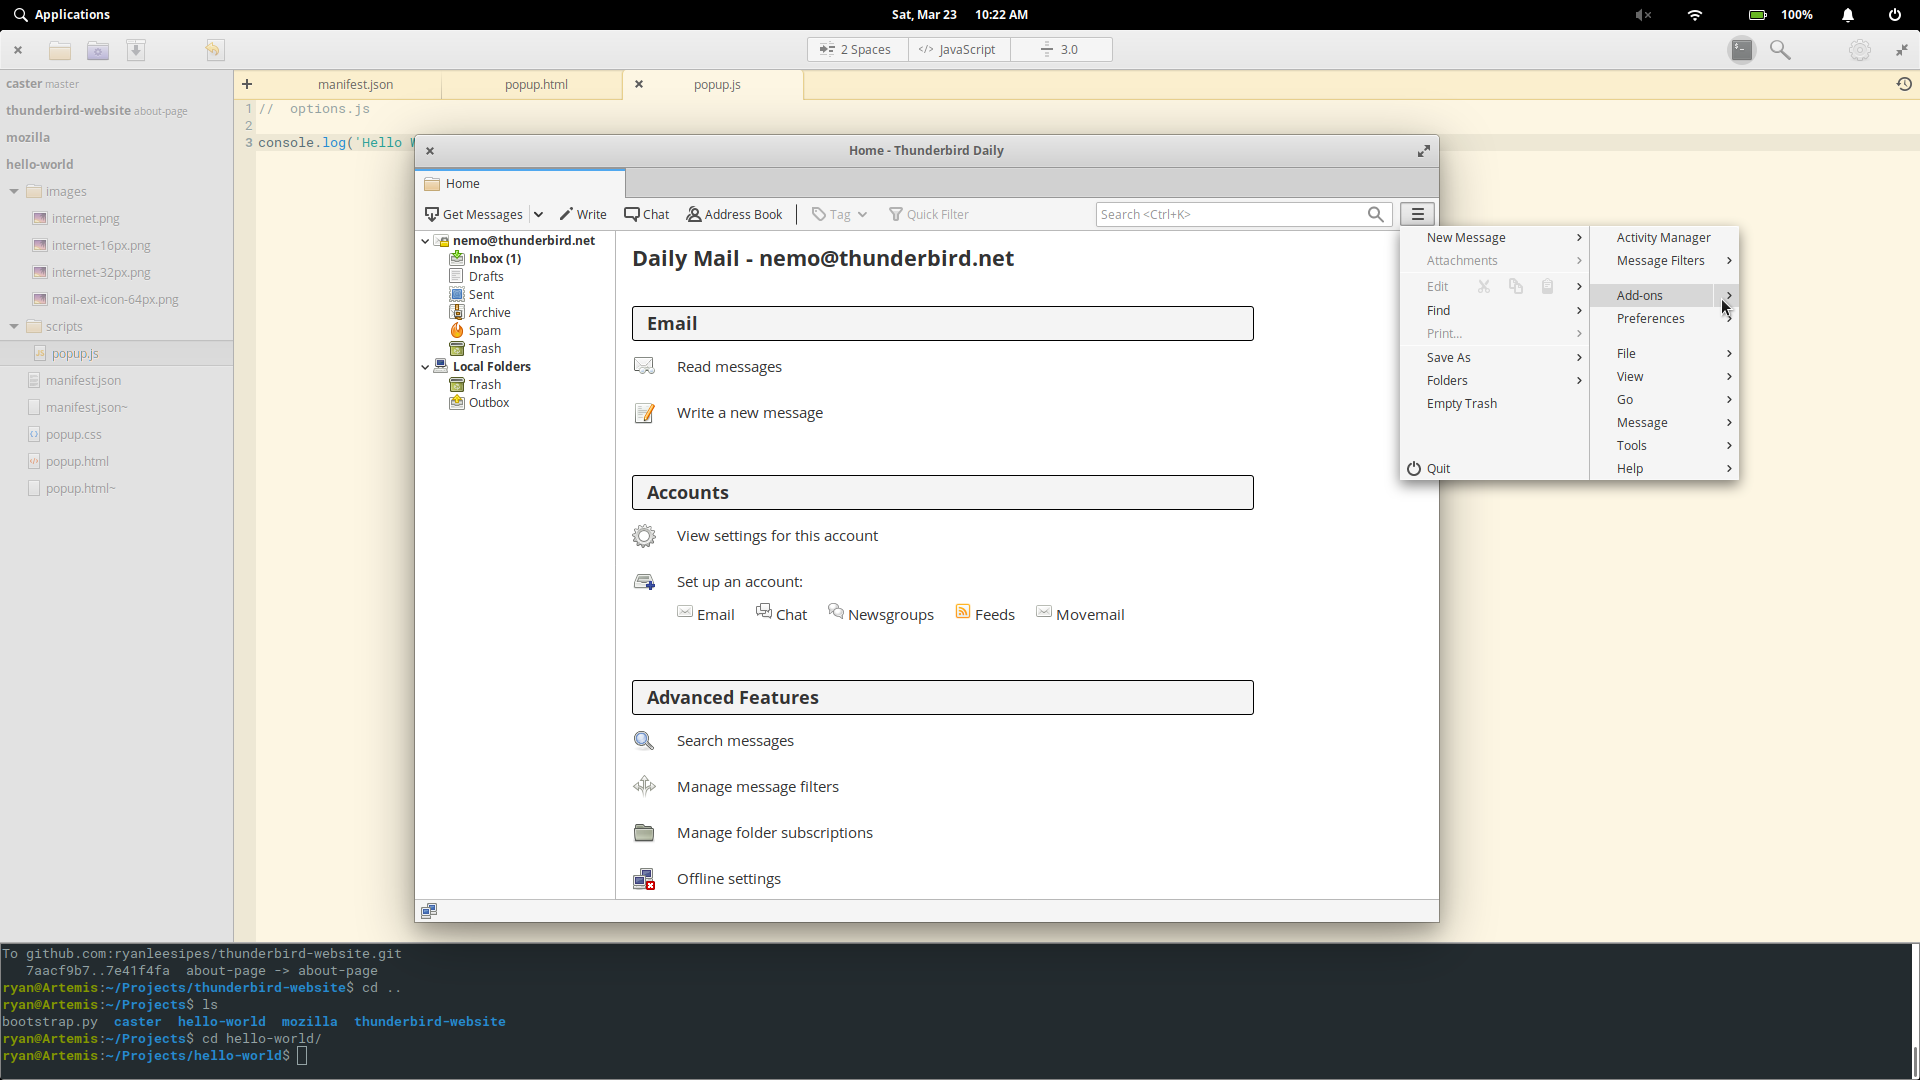 Applications
Sat, Mar 23 10:22 AM
100%
2 Spaces
</> JavaScript
3.0
caster master
thunderbird-website about-page
mozilla
hello-world
images
internet.png
internet-16px.png
internet-32px.png
mail-ext-icon-64px.png
scripts
popup.js
manifest.json
manifest.json~
popup.css
popup.html
popup.html~
manifest.json
popup.html
popup.js
1 // options.js
2
3 console.log('Hello W
Home - Thunderbird Daily
Home
Get Messages
Write
Chat
Address Book
Tag
Quick Filter
Search <Ctrl+K>
nemo@thunderbird.net
Inbox (1)
Drafts
Sent
Archive
Spam
Trash
Local Folders
Trash
Outbox
Daily Mail - nemo@thunderbird.net
Email
Read messages
Write a new message
Accounts
View settings for this account
Set up an account:
Email Chat Newsgroups Feeds Movemail
Advanced Features
Search messages
Manage message filters
Manage folder subscriptions
Offline settings
New Message
Attachments
Edit
Find
Print...
Save As
Folders
Empty Trash
Quit
Activity Manager
Message Filters
Add-ons
Preferences
File
View
Go
Message
Tools
Help
To github.com:ryanleesipes/thunderbird-website.git
7aacf9b7..7e41f4fa about-page -> about-page
ryan@Artemis:~/Projects/thunderbird-website$ cd ..
ryan@Artemis:~/Projects$ ls
bootstrap.py caster hello-world mozilla thunderbird-website
ryan@Artemis:~/Projects$ cd hello-world/
ryan@Artemis:~/Projects/hello-world$